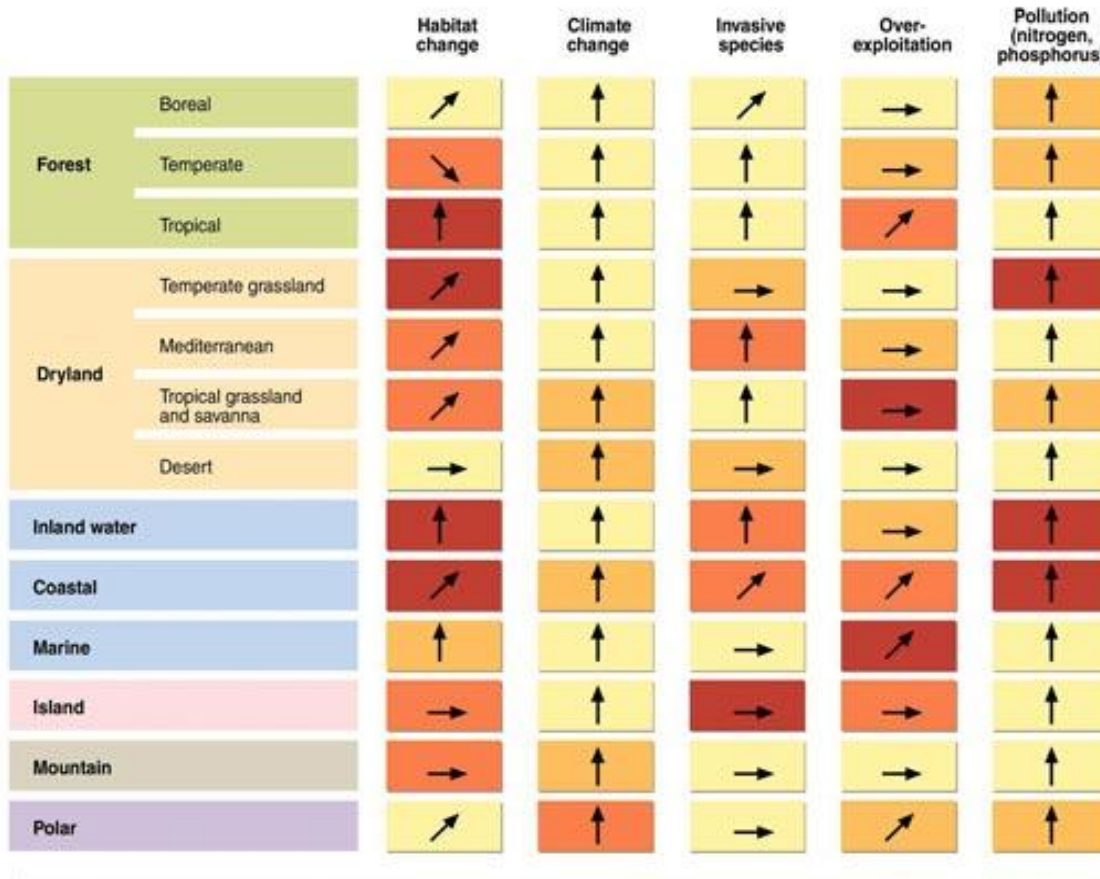 Habitat
change
Climate
change
Invasive
species
Over-
exploitation
Pollution
(nitrogen,
phosphorus
Forest
Boreal
Temperate
Tropical
Dryland
Temperate grassland
Mediterranean
Tropical grassland
and savanna
Desert
Inland water
Coastal
Marine
Island
Mountain
Polar